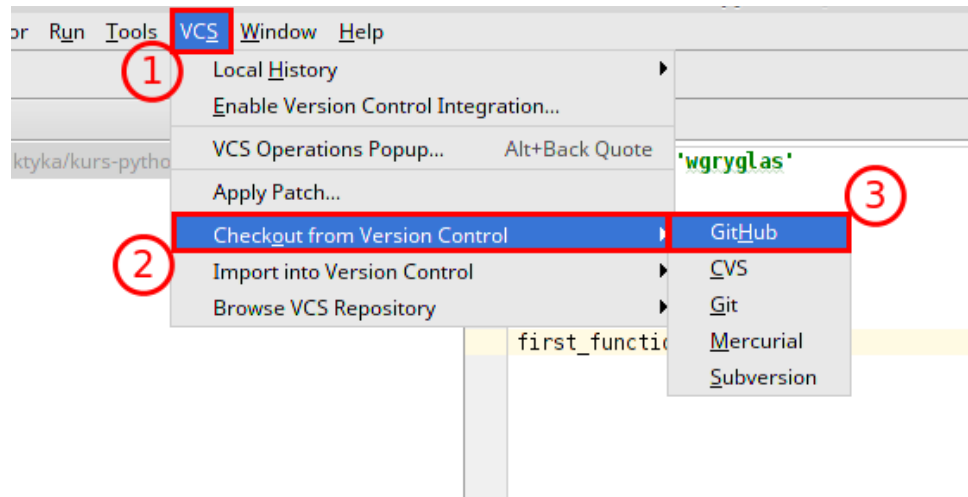 or Run Tools VCS Window Help
1
Local History
Enable Version Control Integration...
VCS Operations Popup... Alt+Back Quote
ktyka/kurs-pytho
'wgryglas'
Apply Patch...
3
Checkout from Version Control
GitHub
2
Import into Version Control
CVS
Browse VCS Repository
Git
first_functi
Mercurial
Subversion